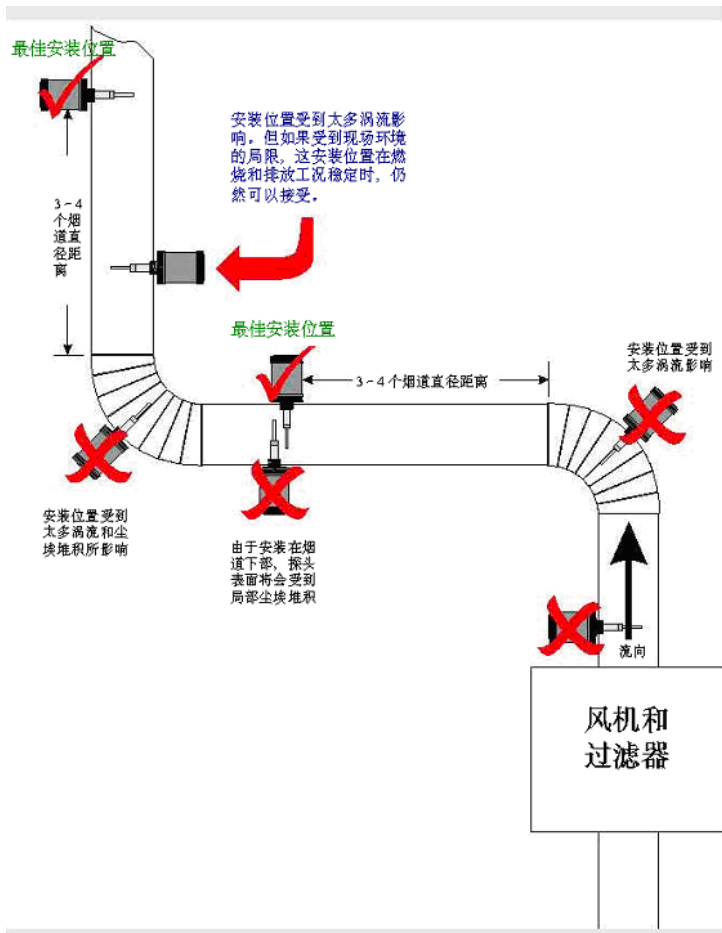 最佳安装位置
安装位置受到太多涡流影
响。但如果受到现场环境
的局限，这安装位置在燃
烧和排放工况稳定时，仍
然可以接受。
3~4
个烟
道直
径距
离
最佳安装位置
3~4个烟道直径距离
安装位置受到
太多涡流影响
安装位置受到
太多涡流和尘
埃堆积所影响
由于安装在烟
道下部，探头
表面将会受到
局部尘埃堆积
流向
风机和
过滤器